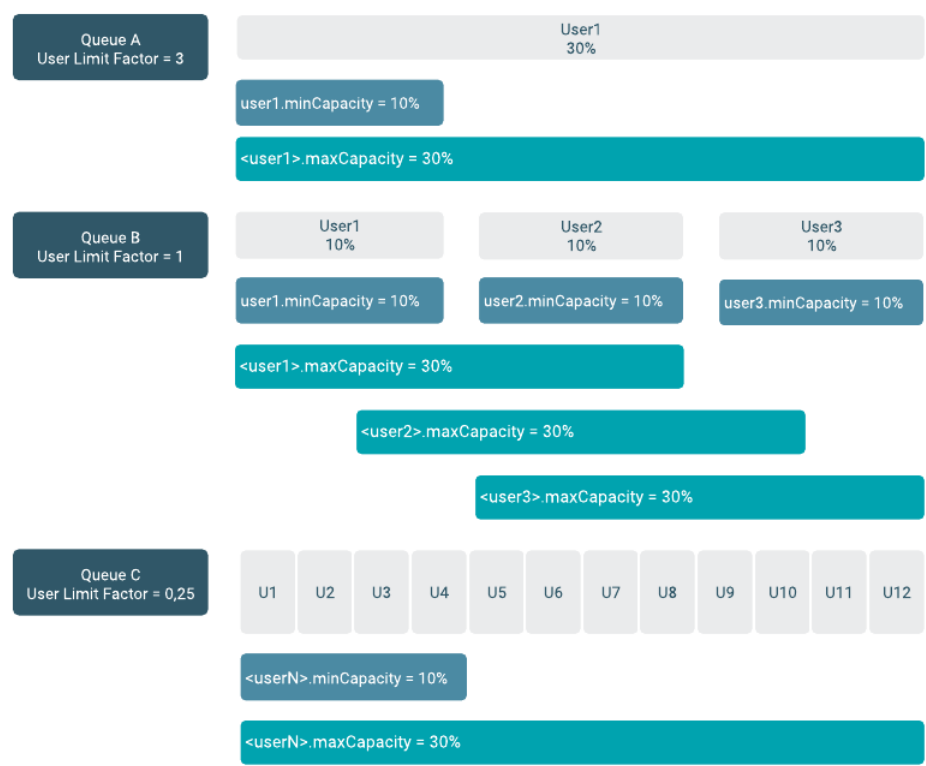 Queue A
User Limit Factor = 3
User1
30%
user1.minCapacity = 10%
<user1>.maxCapacity = 30%
Queue B
User Limit Factor = 1
User1
10%
User2
10%
User3
10%
user1.minCapacity = 10%
user2.minCapacity = 10%
user3.minCapacity = 10%
<user1>.maxCapacity = 30%
<user2>.maxCapacity = 30%
<user3>.maxCapacity = 30%
Queue C
User Limit Factor = 0,25
U1
U2
U3
U4
U5
U6
U7
U8
U9
U10
U11
U12
<userN>.minCapacity = 10%
<userN>.maxCapacity = 30%